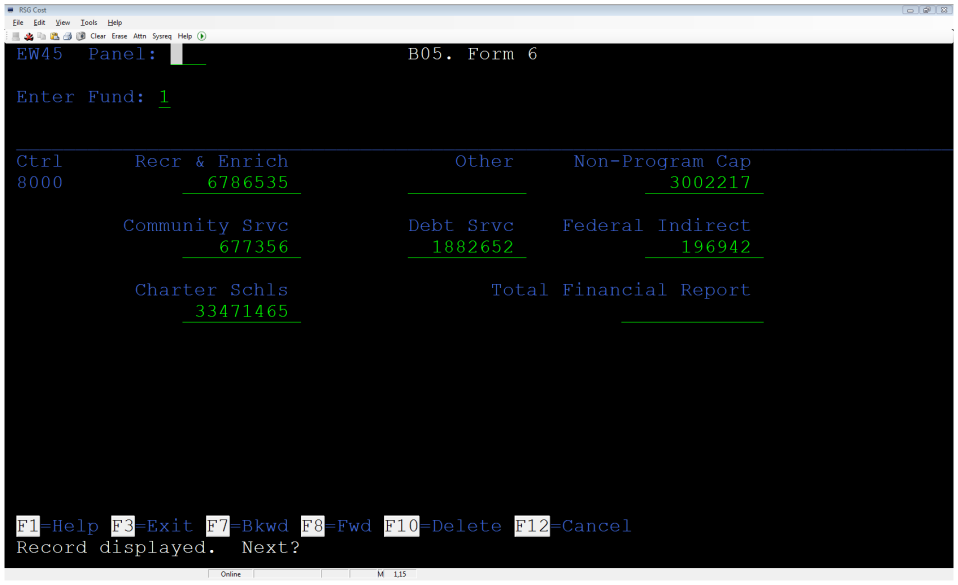 RSG Cost
File Edit View Tools Help
Clear Erase Attn Sysreq Help
EW45 Panel: B05. Form 6
Enter Fund: 1
Ctrl Recr & Enrich Other Non-Program Cap
8000 6786535 3002217
Community Srvc Debt Srvc Federal Indirect
677356 1882652 196942
Charter Schls Total Financial Report
33471465
F1=Help F3=Exit F7=Bkwd F8=Fwd F10=Delete F12=Cancel
Record displayed. Next?
Online M 1,15